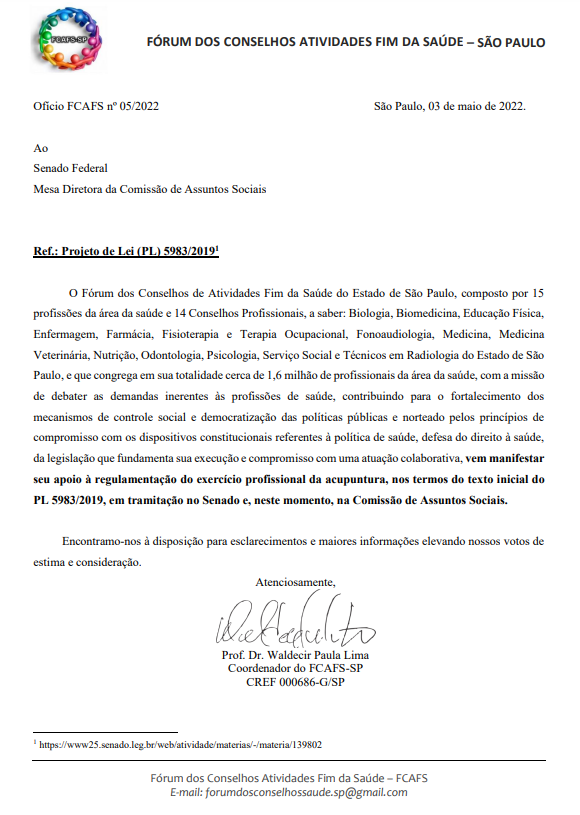 FCAFS-SP
FÓRUM DOS CONSELHOS ATIVIDADES FIM DA SAÚDE – SÃO PAULO
Ofício FCAFS nº 05/2022 São Paulo, 03 de maio de 2022.
Ao
Senado Federal
Mesa Diretora da Comissão de Assuntos Sociais
Ref.: Projeto de Lei (PL) 5983/2019¹
O Fórum dos Conselhos de Atividades Fim da Saúde do Estado de São Paulo, composto por 15
profissões da área da saúde e 14 Conselhos Profissionais, a saber: Biologia, Biomedicina, Educação Física,
Enfermagem, Farmácia, Fisioterapia e Terapia Ocupacional, Fonoaudiologia, Medicina, Medicina
Veterinária, Nutrição, Odontologia, Psicologia, Serviço Social e Técnicos em Radiologia do Estado de São
Paulo, e que congrega em sua totalidade cerca de 1,6 milhão de profissionais da área da saúde, com a missão
de debater as demandas inerentes às profissões de saúde, contribuindo para o fortalecimento dos
mecanismos de controle social e democratização das políticas públicas e norteado pelos princípios de
compromisso com os dispositivos constitucionais referentes à política de saúde, defesa do direito à saúde,
da legislação que fundamenta sua execução e compromisso com uma atuação colaborativa, vem manifestar
seu apoio à regulamentação do exercício profissional da acupuntura, nos termos do texto inicial do
PL 5983/2019, em tramitação no Senado e, neste momento, na Comissão de Assuntos Sociais.
Encontramo-nos à disposição para esclarecimentos e maiores informações elevando nossos votos de
estima e consideração.
Atenciosamente,
Prof. Dr. Waldecir Paula Lima
Coordenador do FCAFS-SP
CREF 000686-G/SP
¹ https://www25.senado.leg.br/web/atividade/materias/-/materia/139802
Fórum dos Conselhos Atividades Fim da Saúde – FCAFS
E-mail: forumdosconselhossaude.sp@gmail.com